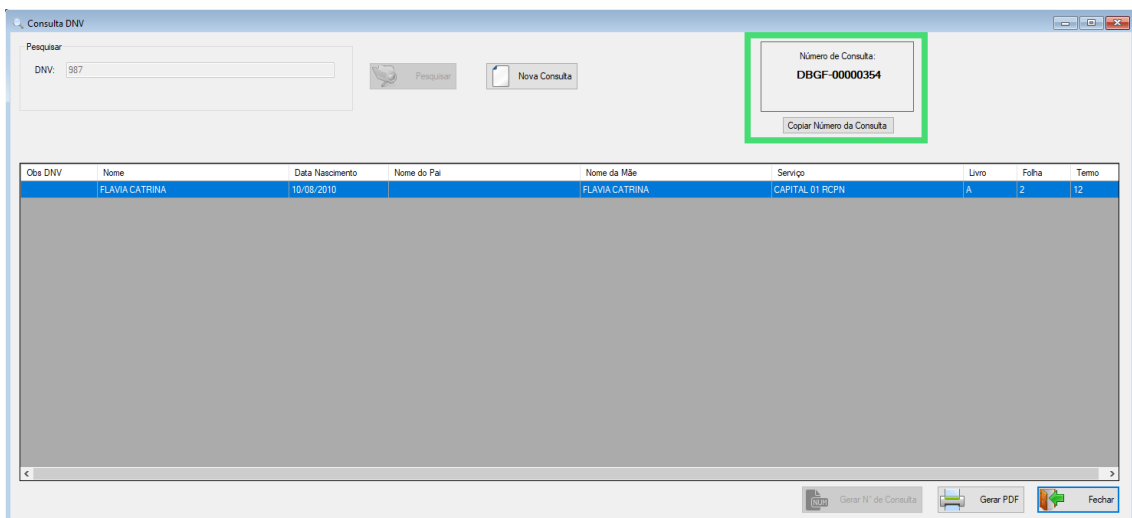 Consulta DNV
Pesquisar
DNV: 987
Pesquisar
Nova Consulta
Número de Consulta:
DBGF-00000354
Copiar Número da Consulta
Obs DNV Nome Data Nascimento Nome do Pai Nome da Mãe Serviço Livro Folha Termo
FLAVIA CATRINA 10/08/2010 FLAVIA CATRINA CAPITAL 01 RCPN A 2 12
NUM Gerar N° de Consulta Gerar PDF Fechar